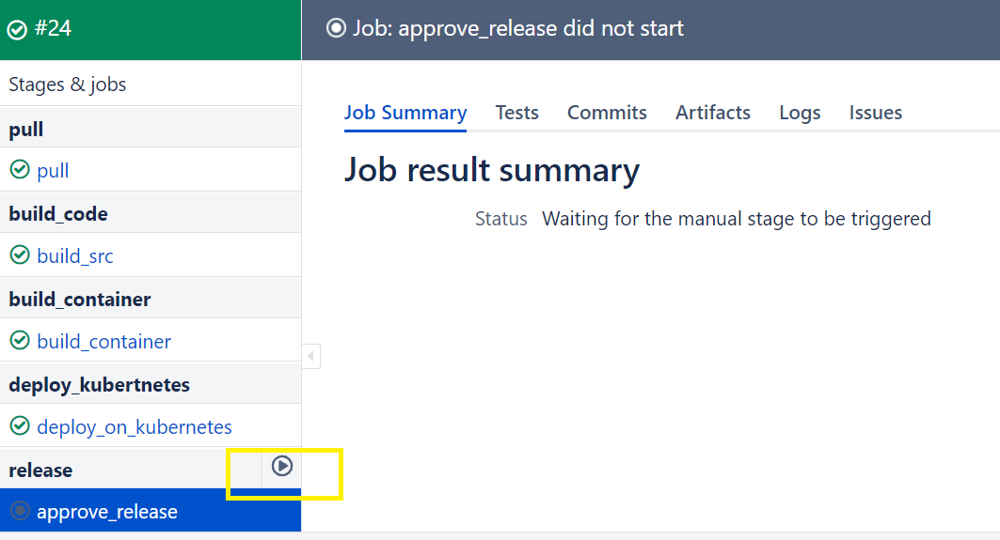 #24
Job: approve_release did not start
Stages & jobs
pull
pull
build_code
build_src
build_container
build_container
deploy_kubertnetes
deploy_on_kubernetes
release
approve_release
Job Summary Tests Commits Artifacts Logs Issues
Job result summary
Status Waiting for the manual stage to be triggered